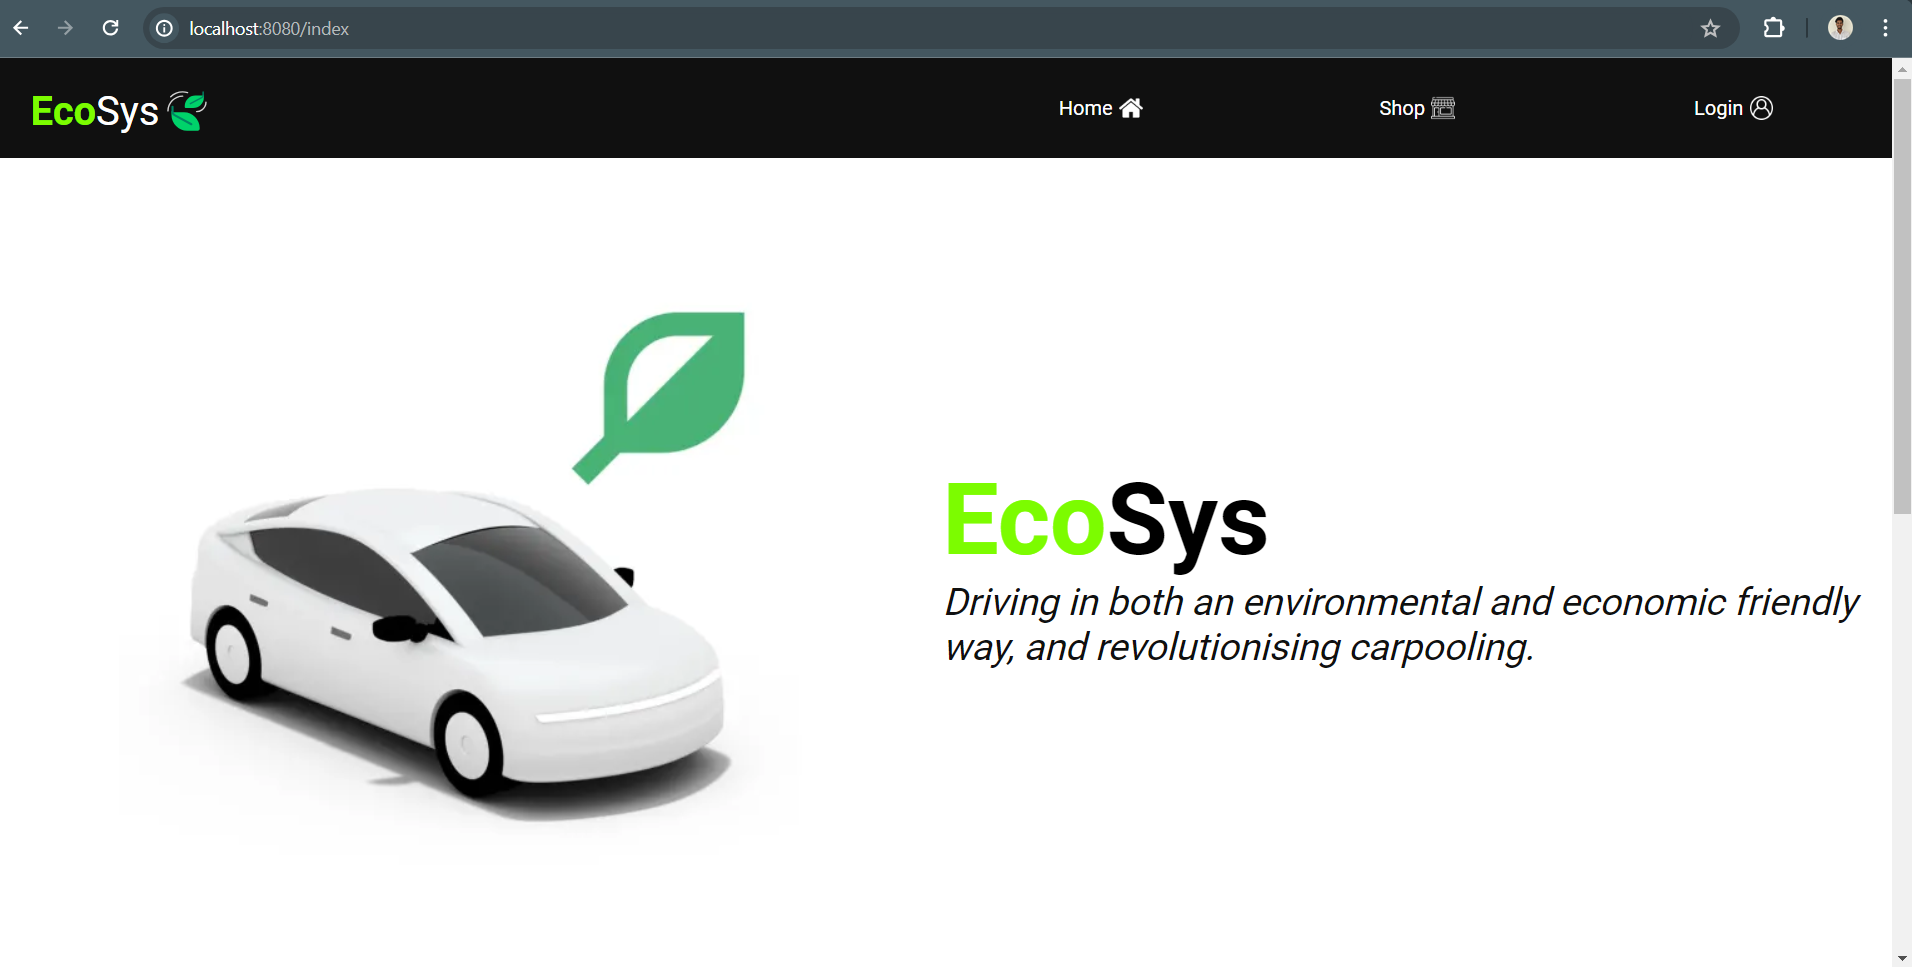 localhost:8080/index
EcoSys
Home
Shop
Login
EcoSys
Driving in both an environmental and economic friendly
way, and revolutionising carpooling.